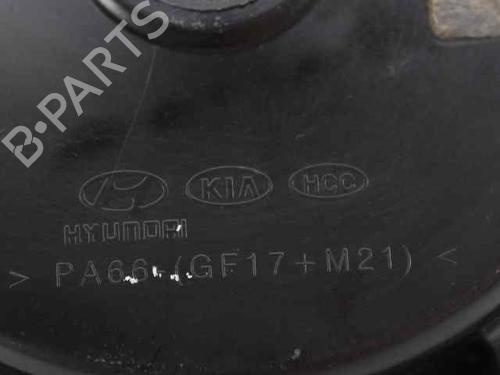 B·PARTS
KIA HCC
HYUNDAI
> PA66-(GF17+M21) <